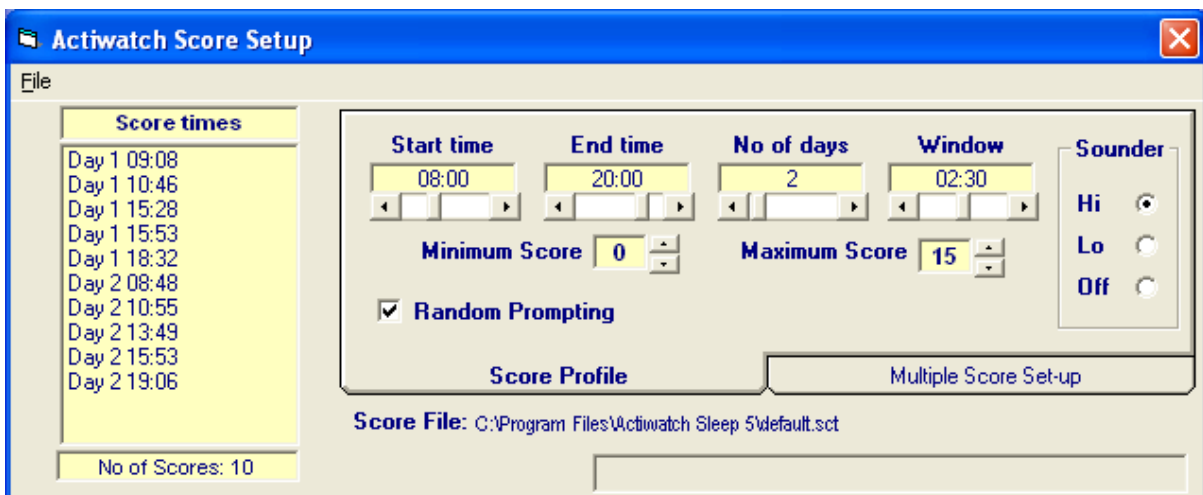 Actiwatch Score Setup
File
Score times
Day 1 09:08
Day 1 10:46
Day 1 15:28
Day 1 15:53
Day 1 18:32
Day 2 08:48
Day 2 10:55
Day 2 13:49
Day 2 15:53
Day 2 19:06
No of Scores: 10
Start time End time No of days Window
08:00 20:00 2 02:30
Minimum Score 0 Maximum Score 15
Random Prompting
Sounder
Hi
Lo
Off
Score Profile Multiple Score Set-up
Score File: C:\Program Files\Actiwatch Sleep 5\default.sct